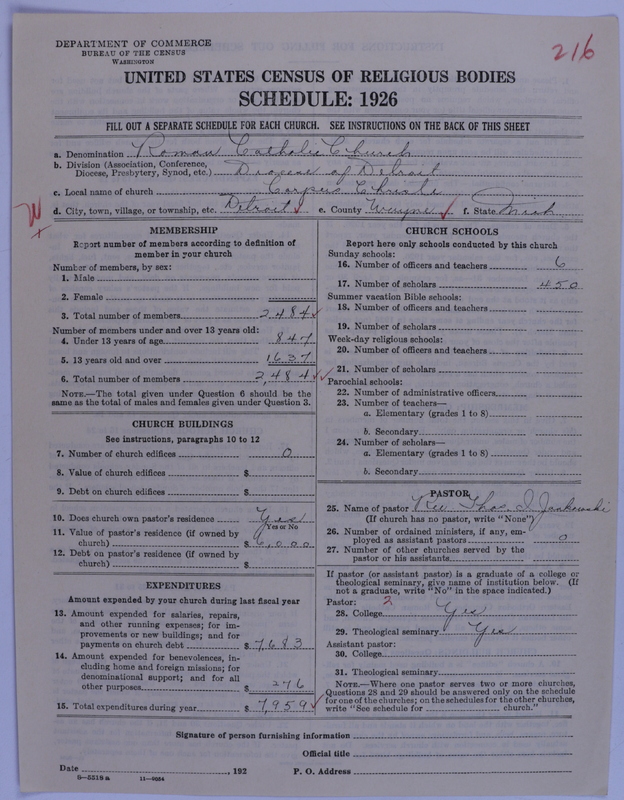 DEPARTMENT OF COMMERCE
BUREAU OF THE CENSUS
WASHINGTON
216
UNITED STATES CENSUS OF RELIGIOUS BODIES
SCHEDULE: 1926
FILL OUT A SEPARATE SCHEDULE FOR EACH CHURCH. SEE INSTRUCTIONS ON THE BACK OF THIS SHEET
a. Denomination Roman Catholic Church
b. Division (Association, Conference,
Diocese, Presbytery, Synod, etc.) Diocese of Detroit
c. Local name of church Corpus Christi
d. City, town, village, or township, etc. Detroit e. County Wayne f. State Mich
MEMBERSHIP
Report number of members according to definition of
member in your church
Number of members, by sex:
1. Male
2. Female
3. Total number of members 2,484
Number of members under and over 13 years old:
4. Under 13 years of age 847
5. 13 years old and over 1637
6. Total number of members 2,484
NOTE.—The total given under Question 6 should be the
same as the total of males and females given under Question 3.
CHURCH BUILDINGS
See instructions, paragraphs 10 to 12
7. Number of church edifices 0
8. Value of church edifices $
9. Debt on church edifices $
10. Does church own pastor's residence Yes
Yes or No
11. Value of pastor's residence (if owned by
church) $ 6,000
12. Debt on pastor's residence (if owned by
church) $
EXPENDITURES
Amount expended by your church during last fiscal year
13. Amount expended for salaries, repairs,
and other running expenses; for im-
provements or new buildings; and for
payments on church debt $ 7683
14. Amount expended for benevolences, in-
cluding home and foreign missions; for
denominational support; and for all
other purposes $ 276
15. Total expenditures during year $ 7,959
CHURCH SCHOOLS
Report here only schools conducted by this church
Sunday schools:
16. Number of officers and teachers 6
17. Number of scholars 450
Summer vacation Bible schools:
18. Number of officers and teachers
19. Number of scholars
Week-day religious schools:
20. Number of officers and teachers
21. Number of scholars
Parochial schools:
22. Number of administrative officers
23. Number of teachers—
a. Elementary (grades 1 to 8)
b. Secondary
24. Number of scholars—
a. Elementary (grades 1 to 8)
b. Secondary
PASTOR
25. Name of pastor Rev Thos I Jankowski
(If church has no pastor, write "None")
26. Number of ordained ministers, if any, em-
ployed as assistant pastors 0
27. Number of other churches served by the
pastor or his assistants
If pastor (or assistant pastor) is a graduate of a college or
theological seminary, give name of institution below. (If
not a graduate, write "No" in the space indicated.)
Pastor: 2
28. College Yes
29. Theological seminary Yes
Assistant pastor:
30. College
31. Theological seminary
NOTE.—Where one pastor serves two or more churches,
Questions 28 and 29 should be answered only on the schedule
for one of the churches; on the schedules for the other churches,
write "See schedule for church."
Signature of person furnishing information
Official title
Date , 192 P. O. Address